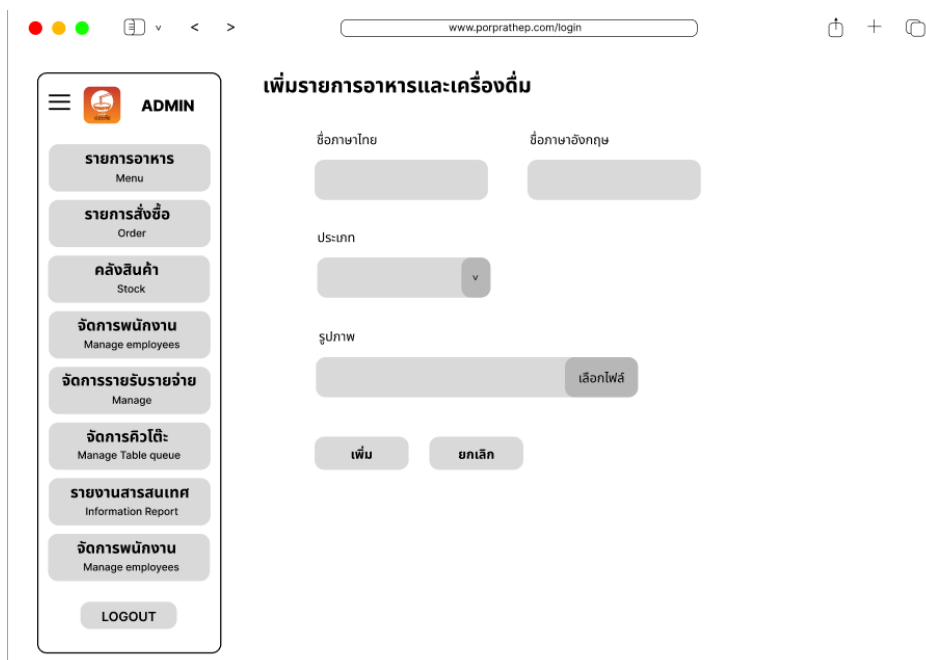 www.porprathep.com/login
ADMIN
รายการอาหาร
Menu
รายการสั่งซื้อ
Order
คลังสินค้า
Stock
จัดการพนักงาน
Manage employees
จัดการรายรับรายจ่าย
Manage
จัดการคิวโต๊ะ
Manage Table queue
รายงานสารสนเทศ
Information Report
จัดการพนักงาน
Manage employees
LOGOUT
เพิ่มรายการอาหารและเครื่องดื่ม
ชื่อภาษาไทย ชื่อภาษาอังกฤษ
ประเภท
รูปภาพ
เลือกไฟล์
เพิ่ม ยกเลิก